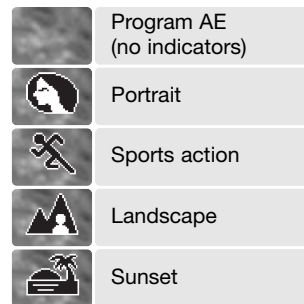 Program AE
(no indicators)
Portrait
Sports action
Landscape
Sunset